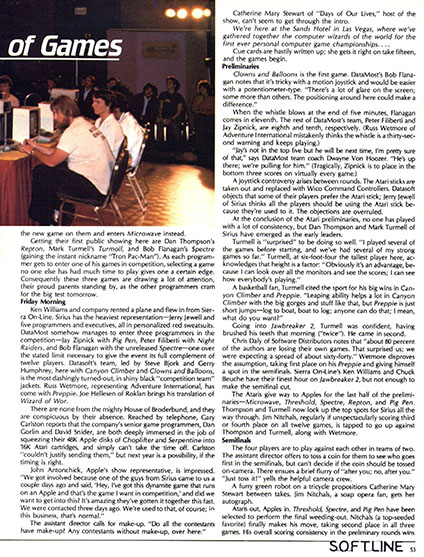 of Games
the new game on them and enters Microwave instead.
Getting their first public showing here are Dan Thompson's
Repton, Mark Turmell's Turmoil, and Bob Flanagan's Spectre
(gaining the instant nickname "Tron Pac-Man"). As each program-
mer gets to enter one of his games in competition, selecting a game
no one else has had much time to play gives one a certain edge.
Consequently these games are drawing a lot of attention,
their proud parents standing by, as the other programmers cram
for the big test tomorrow.
Friday Morning
Ken Williams and company rented a plane and flew in from Sier-
ra On-Line. Sirius has the heaviest representation—Jerry Jewell and
five programmers and executives, all in personalized red sweatsuits.
DataMost somehow manages to enter three programmers in the
competition—Jay Zipnick with Pig Pen, Peter Filiberti with Night
Raiders, and Bob Flanagan with the unreleased Spectre—one over
the stated limit necessary to give the event its full complement of
twelve players. Datasoft's team, led by Steve Bjork and Gerry
Humphrey, here with Canyon Climber and Clowns and Balloons,
is the most dashingly turned-out, in shiny black "competition team"
jackets. Russ Wetmore, representing Adventure International, has
come with Preppie. Joe Hellesen of Roklan brings his translation of
Wizard of Wor.
There are none from the mighty House of Broderbund, and they
are conspicuous by their absence. Reached by telephone, Gary
Carlston reports that the company's senior game programmers, Dan
Gorlin and David Snider, are both deeply immersed in the job of
squeezing their 48K Apple disks of Choplifter and Serpentine into
16K Atari cartridges, and simply can't take the time off. Carlston
"couldn't justify sending them," but next year is a possibility, if the
timing is right.
John Antonchick, Apple's show representative, is impressed.
"We got involved because one of the guys from Sirius came to us a
couple days ago and said, 'Hey, I've got this dynamite game that runs
on an Apple and that's the game I want in competition,' and did we
want to get into this? It's amazing they've gotten it together this fast.
We were contacted three days ago. We're used to that, of course; in
this business, that's normal."
The assistant director calls for make-up. "Do all the contestants
have make-up? Any contestants without make-up, over here."
Catherine Mary Stewart of "Days of Our Lives," host of the
show, can't seem to get through the intro.
We're here at the Sands Hotel in Las Vegas, where we've
gathered together the computer wizards of the world for the
first ever personal computer game championships. . . .
Cue cards are hastily written up; she gets it right on take fifteen,
and the games begin.
Preliminaries
Clowns and Balloons is the first game. DataMost's Bob Flana-
gan notes that it's tricky with a motion joystick and would be easier
with a potentiometer-type. "There's a lot of glare on the screen;
some more than others. The positioning around here could make a
difference."
When the whistle blows at the end of five minutes, Flanagan
comes in eleventh. The rest of DataMost's team, Peter Filiberti and
Jay Zipnick, are eighth and tenth, respectively. (Russ Wetmore of
Adventure International mistakenly thinks the whistle is a thirty-sec-
ond warning and keeps playing.)
"Jay's not in the top five but he will be next time, I'm pretty sure
of that," says DataMost team coach Dwayne Von Hoozer. "He's up
there; we're pulling for him." (Tragically, Zipnick is to place in the
bottom three scores on virtually every game.)
A joystick controversy arises between rounds. The Atari sticks are
taken out and replaced with Wico Command Controllers. Datasoft
objects that some of their players prefer the Atari stick; Jerry Jewell
of Sirius thinks all the players should be using the Atari stick be-
cause they're used to it. The objections are overruled.
At the conclusion of the Atari preliminaries, no one has played
with a lot of consistency, but Dan Thompson and Mark Turmell of
Sirius have emerged as the early leaders.
Turmell is "surprised" to be doing so well. "I played several of
the games before starting, and we've had several of my strong
games so far." Turmell, at six-foot-four the tallest player here, ac-
knowledges that height is a factor: "Obviously it's an advantage, be-
cause I can look over all the monitors and see the scores; I can see
how everybody's playing."
A basketball fan, Turmell cited the sport for his big wins in Can-
yon Climber and Preppie. "Leaping ability helps a lot in Canyon
Climber with the big gorges and stuff like that, but Preppie is just
short jumps—log to boat, boat to log; anyone can do that; I mean,
what do you want?"
Going into Jawbreaker 2, Turmell was confident, having
brushed his teeth that morning ("twice"). He came in second.
Chris Daly of Software Distributors notes that "about 80 percent
of the authors are losing their own games. That surprised us; we
were expecting a speed of about sixty-forty." Wetmore disproves
the assumption, taking first place on his Preppie and giving himself
a spot in the semifinals. Sierra On-Line's Ken Williams and Chuck
Beuche have their finest hour on Jawbreaker 2, but not enough to
make the semifinal cut.
The Atari give way to Apples for the last half of the prelimi-
naries—Microwave, Threshold, Spectre, Repton, and Pig Pen.
Thompson and Turmell now lock up the top spots for Sirius all the
way through. Jim Nitchals, regularly if unspectacularly scoring third
or fourth place on all twelve games, is tapped to go up against
Thompson and Turmell, along with Wetmore.
Semifinals
The four players are to play against each other in teams of two.
The assistant director offers to toss a coin for them to see who goes
first in the semifinals, but can't decide if the coin should be tossed
on-camera. There ensues a brief flurry of "after you; no, after you."
"Just toss it!" yells the helpful camera crew.
A funny green robot on a tricycle propositions Catherine Mary
Stewart between takes. Jim Nitchals, a soap opera fan, gets her
autograph.
Ataris out, Apples in. Threshold, Spectre, and Pig Pen have been
selected to perform the final weeding-out. Nitchals (a top-seeded
favorite) finally makes his move, taking second place in all three
games. His overall scoring consistency in the preliminary rounds wins
SOFTLINE 53